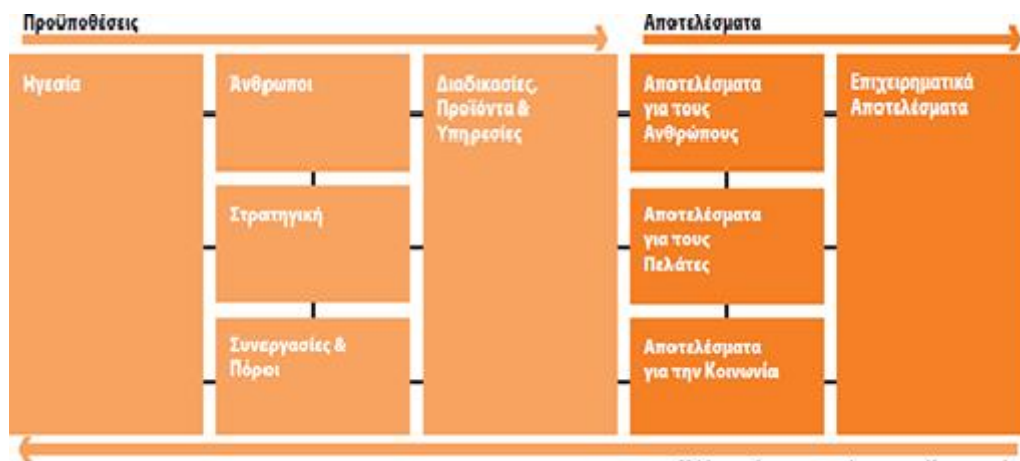 Προϋποθέσεις
Αποτελέσματα
Ηγεσία
Άνθρωποι
Διαδικασίες,
Προϊόντα &
Υπηρεσίες
Αποτελέσματα
για τους
Ανθρώπους
Επιχειρηματικά
Αποτελέσματα
Στρατηγική
Αποτελέσματα
για τους
Πελάτες
Συνεργασίες &
Πόροι
Αποτελέσματα
για την Κοινωνία